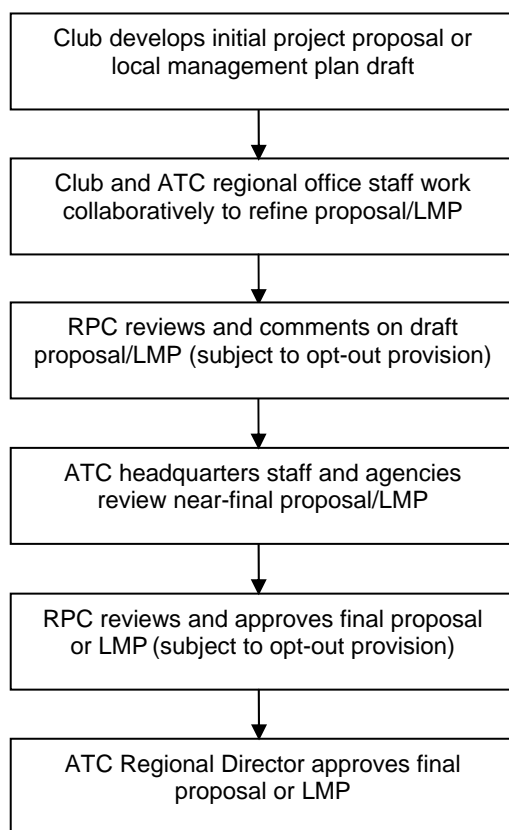 Club develops initial project proposal or
local management plan draft
Club and ATC regional office staff work
collaboratively to refine proposal/LMP
RPC reviews and comments on draft
proposal/LMP (subject to opt-out provision)
ATC headquarters staff and agencies
review near-final proposal/LMP
RPC reviews and approves final proposal
or LMP (subject to opt-out provision)
ATC Regional Director approves final
proposal or LMP